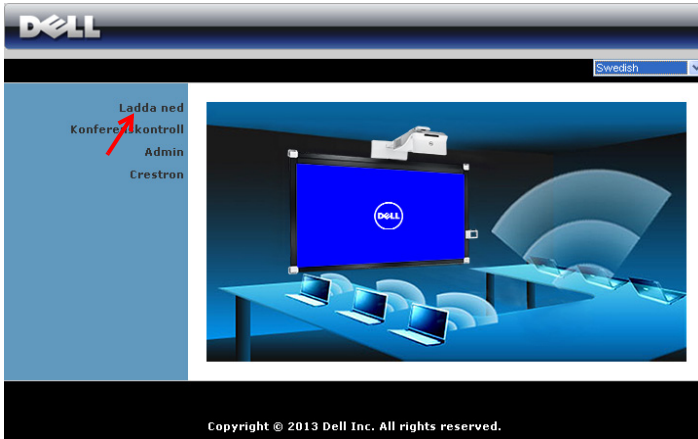 DELL
Swedish
Ladda ned
Konferenskontroll
Admin
Crestron
DELL
Copyright © 2013 Dell Inc. All rights reserved.